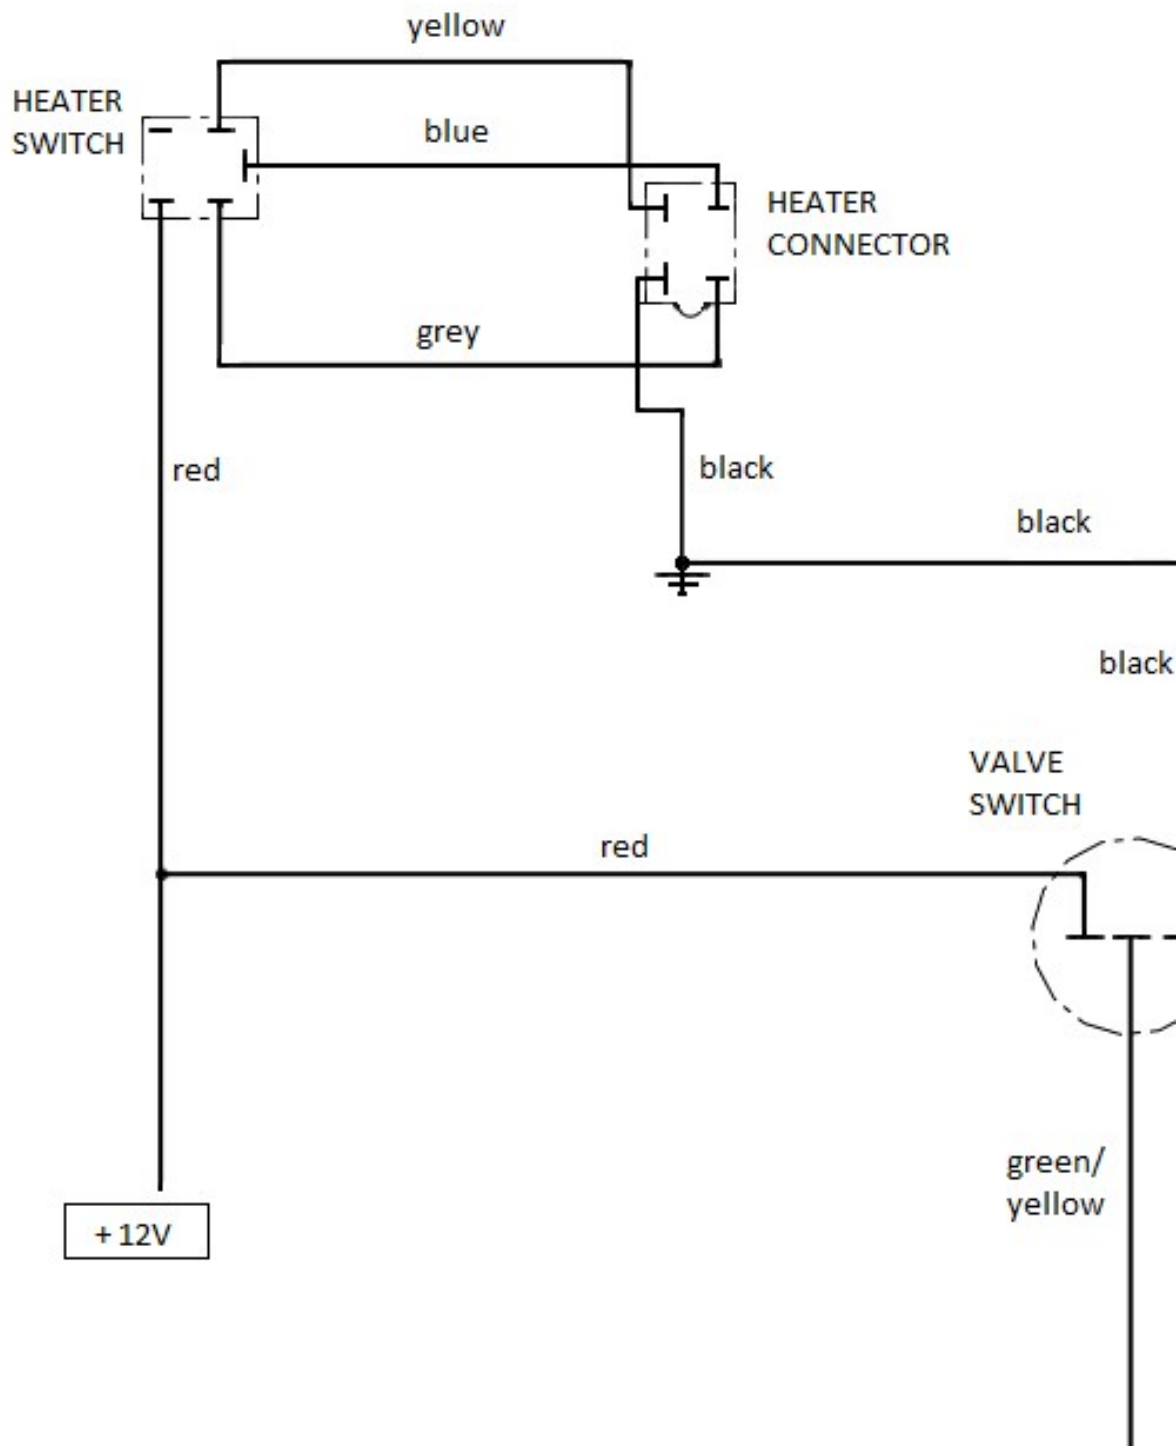 yellow
HEATER
SWITCH
blue
HEATER
CONNECTOR
grey
red
black
black
black
VALVE
SWITCH
red
green/
yellow
+ 12V